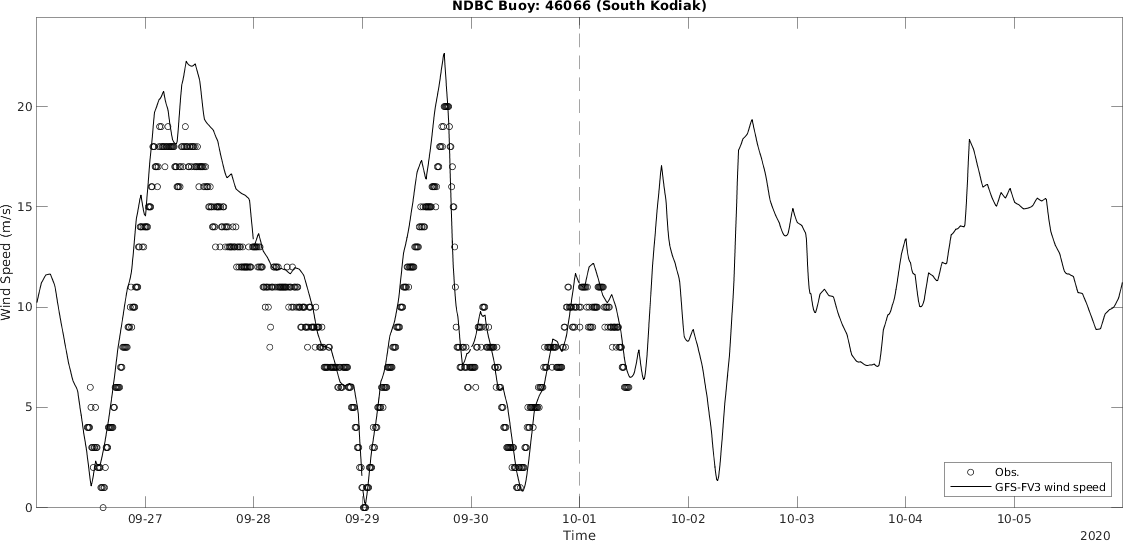 NDBC Buoy: 46066 (South Kodiak)
Wind Speed (m/s)
20
15
10
5
0
09-27 09-28 09-29 09-30 10-01 10-02 10-03 10-04 10-05
Time
2020
Obs.
GFS-FV3 wind speed